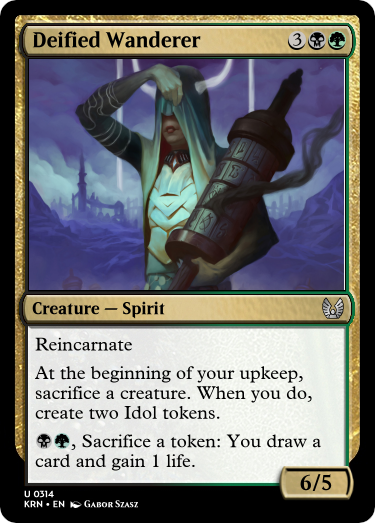 Deified Wanderer 3
Creature — Spirit
Reincarnate
At the beginning of your upkeep,
sacrifice a creature. When you do,
create two Idol tokens.
, Sacrifice a token: You draw a
card and gain 1 life.
6/5
U 0314
KRN • EN Gabor Szasz